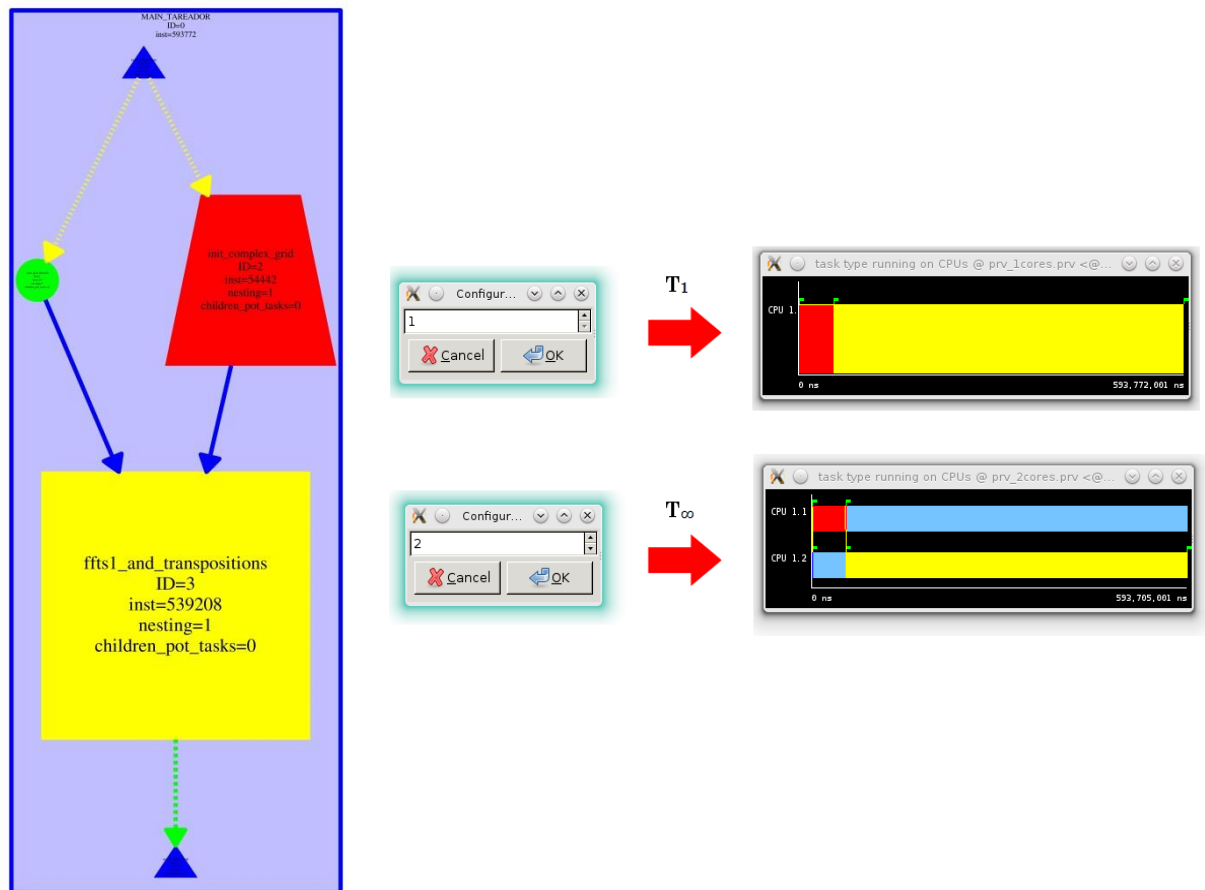 MAIN_TAREADOR
ID=0
inst=593772
init_complex_grid
ID=2
inst=54442
nesting=1
children_pot_tasks=0
ffts1_and_transpositions
ID=3
inst=539208
nesting=1
children_pot_tasks=0
Configur...
1
Cancel
OK
T1
task type running on CPUs @ prv_1cores.prv <@...
CPU 1.
0 ns
593,772,001 ns
Configur...
2
Cancel
OK
T∞
task type running on CPUs @ prv_2cores.prv <@...
CPU 1.1
CPU 1.2
0 ns
593,705,001 ns